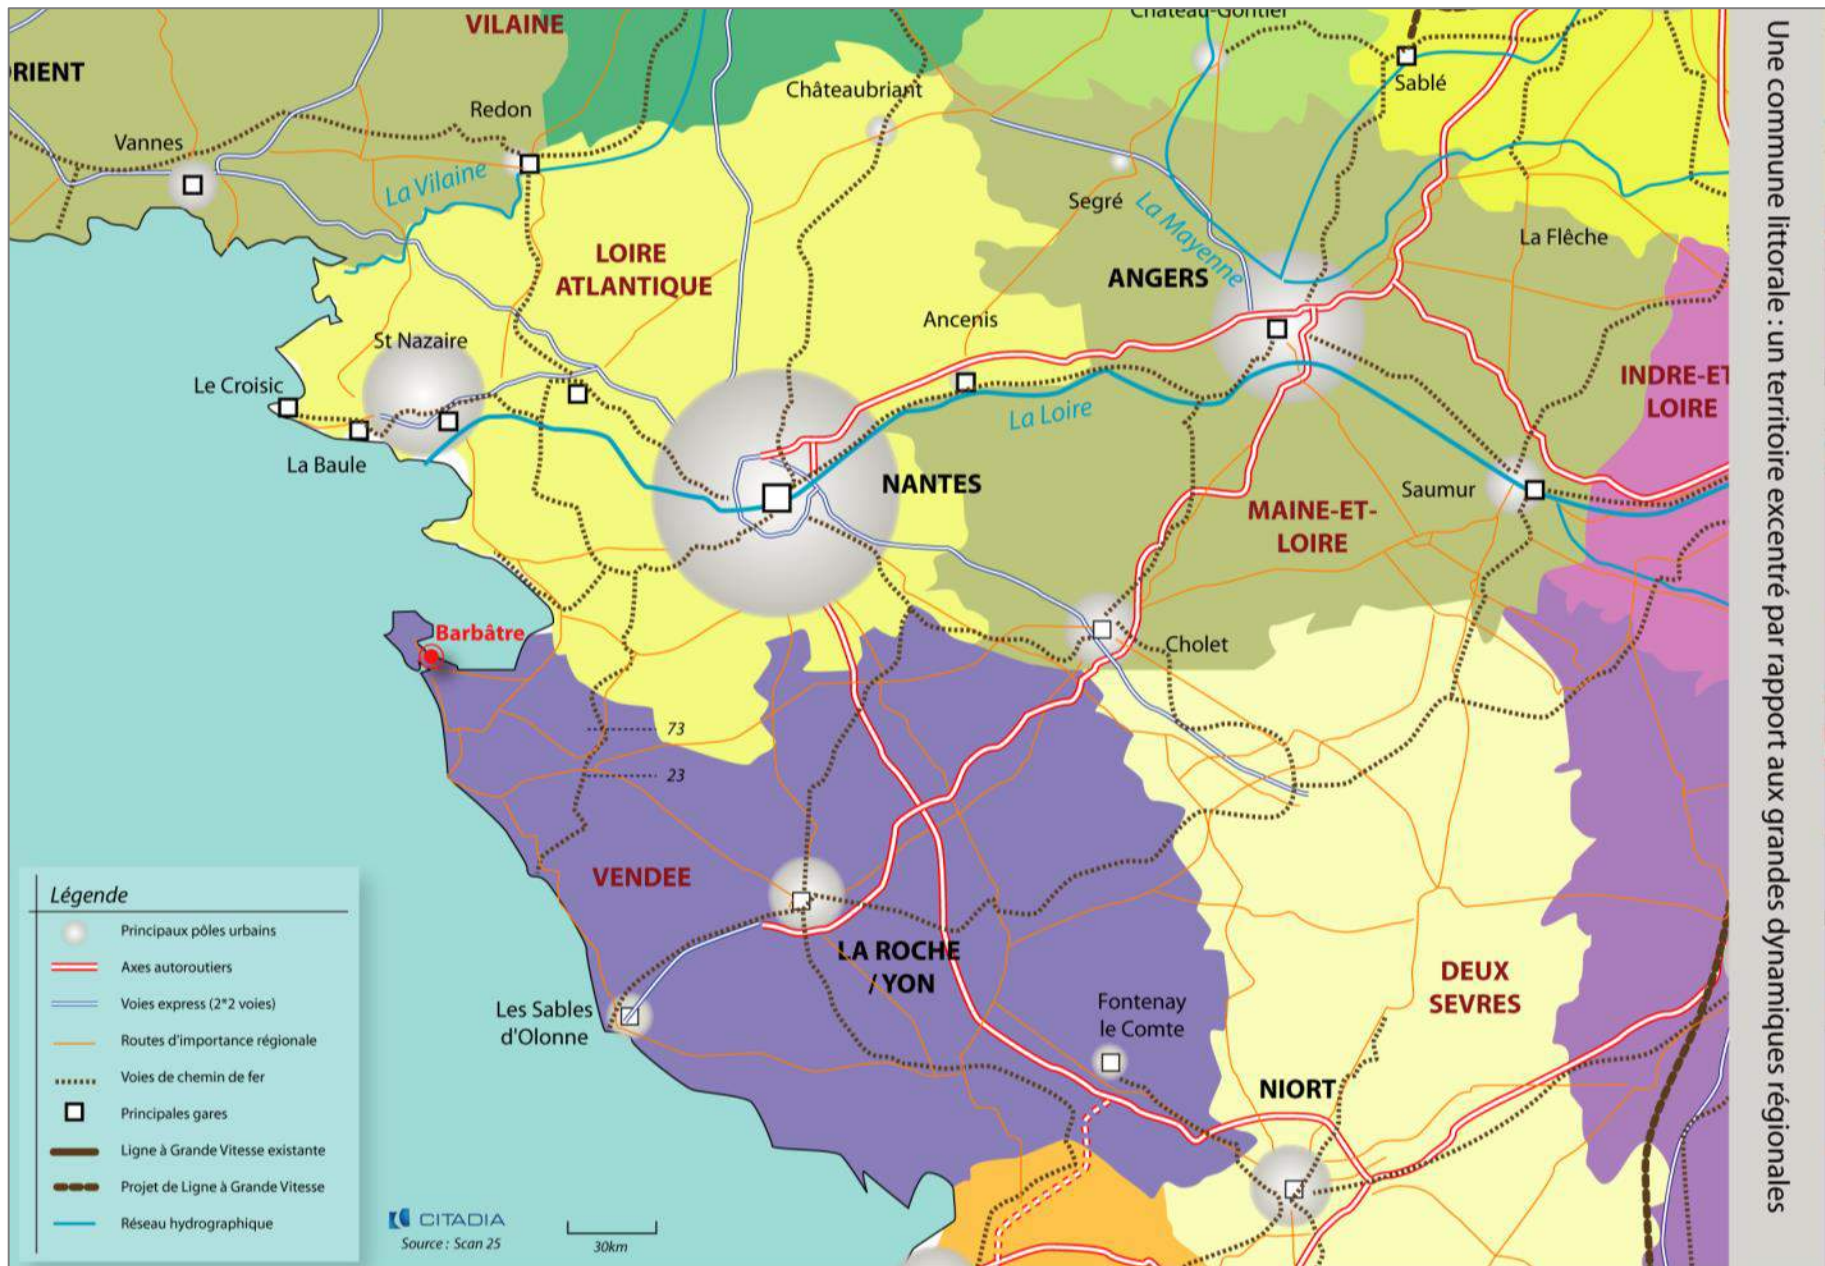 VILAINE
Château-Gontier
RIENT
Sablé
Châteaubriant
Redon
Vannes
La Vilaine
Segré
La Mayenne
La Flêche
LOIRE
ATLANTIQUE
ANGERS
Ancenis
St Nazaire
Le Croisic
INDRE-ET
LOIRE
La Loire
La Baule
NANTES
Saumur
MAINE-ET-
LOIRE
Barbâtre
Cholet
73
23
VENDEE
LA ROCHE
/ YON
DEUX
SEVRES
Les Sables
d'Olonne
Fontenay
le Comte
NIORT
Légende
Principaux pôles urbains
Axes autoroutiers
Voies express (2*2 voies)
Routes d'importance régionale
Voies de chemin de fer
Principales gares
Ligne à Grande Vitesse existante
Projet de Ligne à Grande Vitesse
Réseau hydrographique
CITADIA
Source : Scan 25
30km
Une commune littorale : un territoire excentré par rapport aux grandes dynamiques régionales